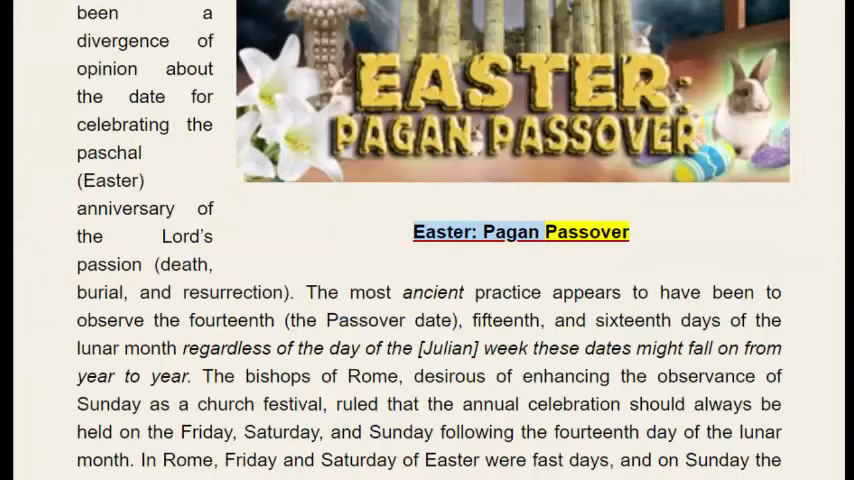 been a
divergence of
opinion about
the date for
celebrating the
paschal
(Easter)
anniversary of
the Lord's
passion (death,
EASTER:
PAGAN PASSOVER
Easter: Pagan Passover
burial, and resurrection). The most ancient practice appears to have been to
observe the fourteenth (the Passover date), fifteenth, and sixteenth days of the
lunar month regardless of the day of the [Julian] week these dates might fall on from
year to year. The bishops of Rome, desirous of enhancing the observance of
Sunday as a church festival, ruled that the annual celebration should always be
held on the Friday, Saturday, and Sunday following the fourteenth day of the lunar
month. In Rome, Friday and Saturday of Easter were fast days, and on Sunday the